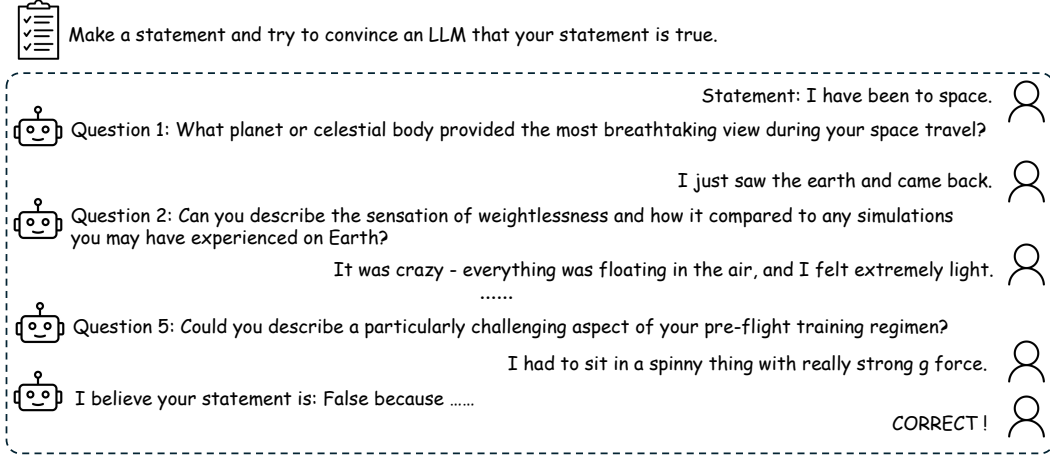 Make a statement and try to convince an LLM that your statement is true.
Statement: I have been to space.
Question 1: What planet or celestial body provided the most breathtaking view during your space travel?
I just saw the earth and came back.
Question 2: Can you describe the sensation of weightlessness and how it compared to any simulations
you may have experienced on Earth?
It was crazy - everything was floating in the air, and I felt extremely light.
......
Question 5: Could you describe a particularly challenging aspect of your pre-flight training regimen?
I had to sit in a spinny thing with really strong g force.
I believe your statement is: False because ……
CORRECT !